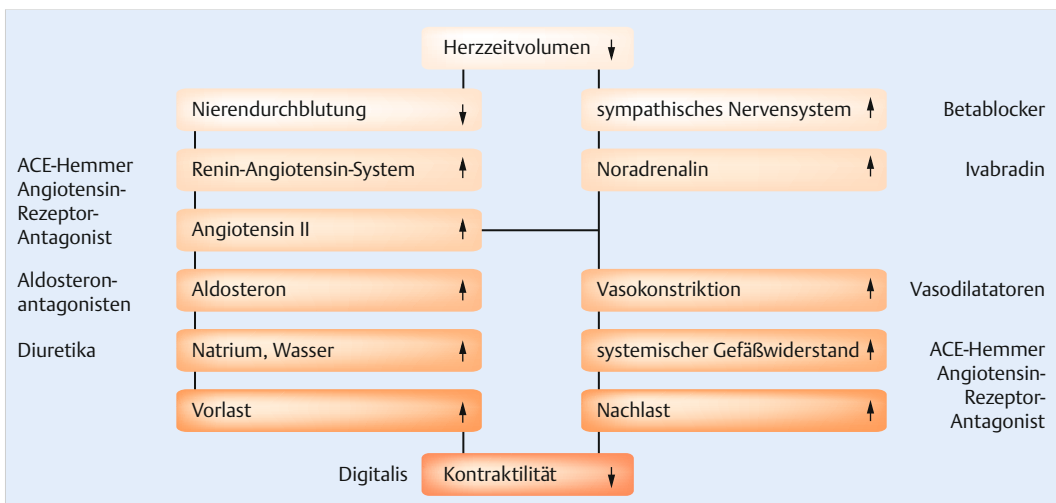 Herzzeitvolumen ↓
Nierendurchblutung ↓
sympathisches Nervensystem ↑
Betablocker
ACE-Hemmer
Angiotensin-
Rezeptor-
Antagonist
Renin-Angiotensin-System ↑
Noradrenalin ↑
Ivabradin
Angiotensin II ↑
Aldosteron-
antagonisten
Aldosteron ↑
Vasokonstriktion ↑
Vasodilatatoren
Diuretika
Natrium, Wasser ↑
systemischer Gefäßwiderstand ↑
ACE-Hemmer
Angiotensin-
Rezeptor-
Antagonist
Vorlast ↑
Nachlast ↑
Digitalis
Kontraktilität ↓